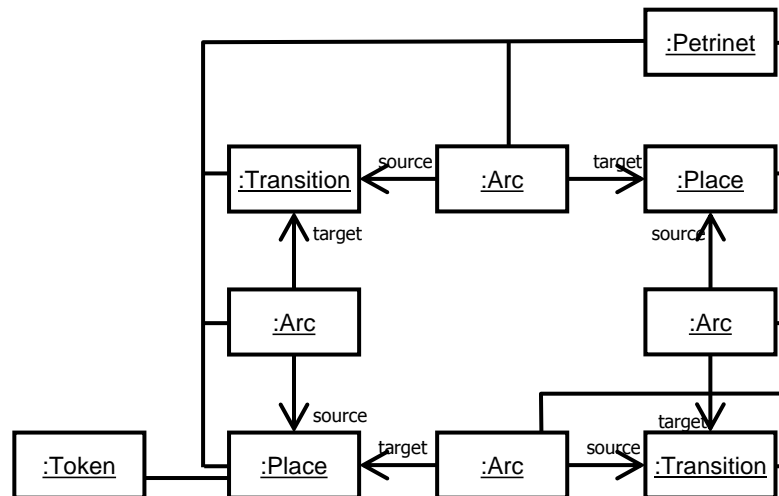 :Petrinet
source
target
:Transition
:Arc
:Place
target
source
:Arc
:Arc
source
target
target
source
:Token
:Place
:Arc
:Transition